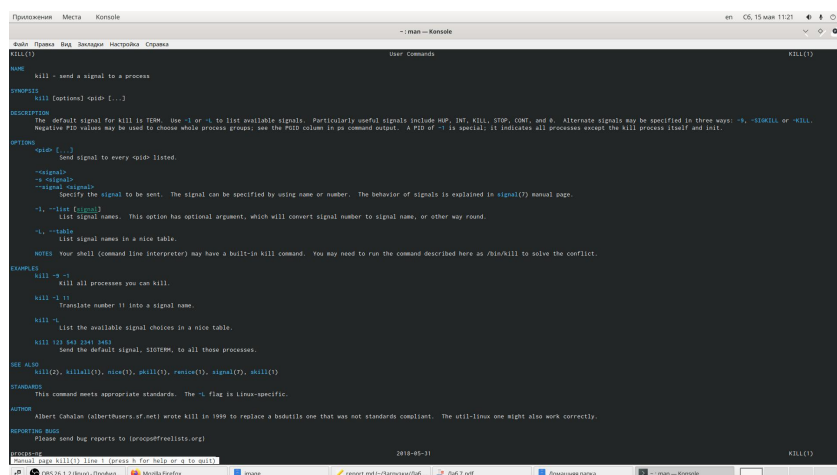 Приложения Места Konsole en Сб, 15 мая 11:21
~ : man — Konsole
Файл Правка Вид Закладки Настройка Справка
KILL(1) User Commands KILL(1)
NAME
kill - send a signal to a process
SYNOPSIS
kill [options] <pid> [...]
DESCRIPTION
The default signal for kill is TERM. Use -l or -L to list available signals. Particularly useful signals include HUP, INT, KILL, STOP, CONT, and 0. Alternate signals may be specified in three ways: -9, -SIGKILL or -KILL.
Negative PID values may be used to choose whole process groups; see the PGID column in ps command output. A PID of -1 is special; it indicates all processes except the kill process itself and init.
OPTIONS
<pid> [...]
Send signal to every <pid> listed.
-<signal>
-s <signal>
--signal <signal>
Specify the signal to be sent. The signal can be specified by using name or number. The behavior of signals is explained in signal(7) manual page.
-l, --list [signal]
List signal names. This option has optional argument, which will convert signal number to signal name, or other way round.
-L, --table
List signal names in a nice table.
NOTES Your shell (command line interpreter) may have a built-in kill command. You may need to run the command described here as /bin/kill to solve the conflict.
EXAMPLES
kill -9 -1
Kill all processes you can kill.
kill -l 11
Translate number 11 into a signal name.
kill -L
List the available signal choices in a nice table.
kill 123 543 2341 3453
Send the default signal, SIGTERM, to all those processes.
SEE ALSO
kill(2), killall(1), nice(1), pkill(1), renice(1), signal(7), skill(1)
STANDARDS
This command meets appropriate standards. The -L flag is Linux-specific.
AUTHOR
Albert Cahalan (albert@users.sf.net) wrote kill in 1999 to replace a bsdutils one that was not standards compliant. The util-linux one might also work correctly.
REPORTING BUGS
Please send bug reports to (procps@freelists.org)
procps-ng 2018-05-31 KILL(1)
Manual page kill(1) line 1 (press h for help or q to quit)
OBS 26.1.2 (linux) - Профил... Mozilla Firefox image report.md (~/Загрузки/Лаб... Лаб 7.pdf Домашняя папка ~ : man — Konsole